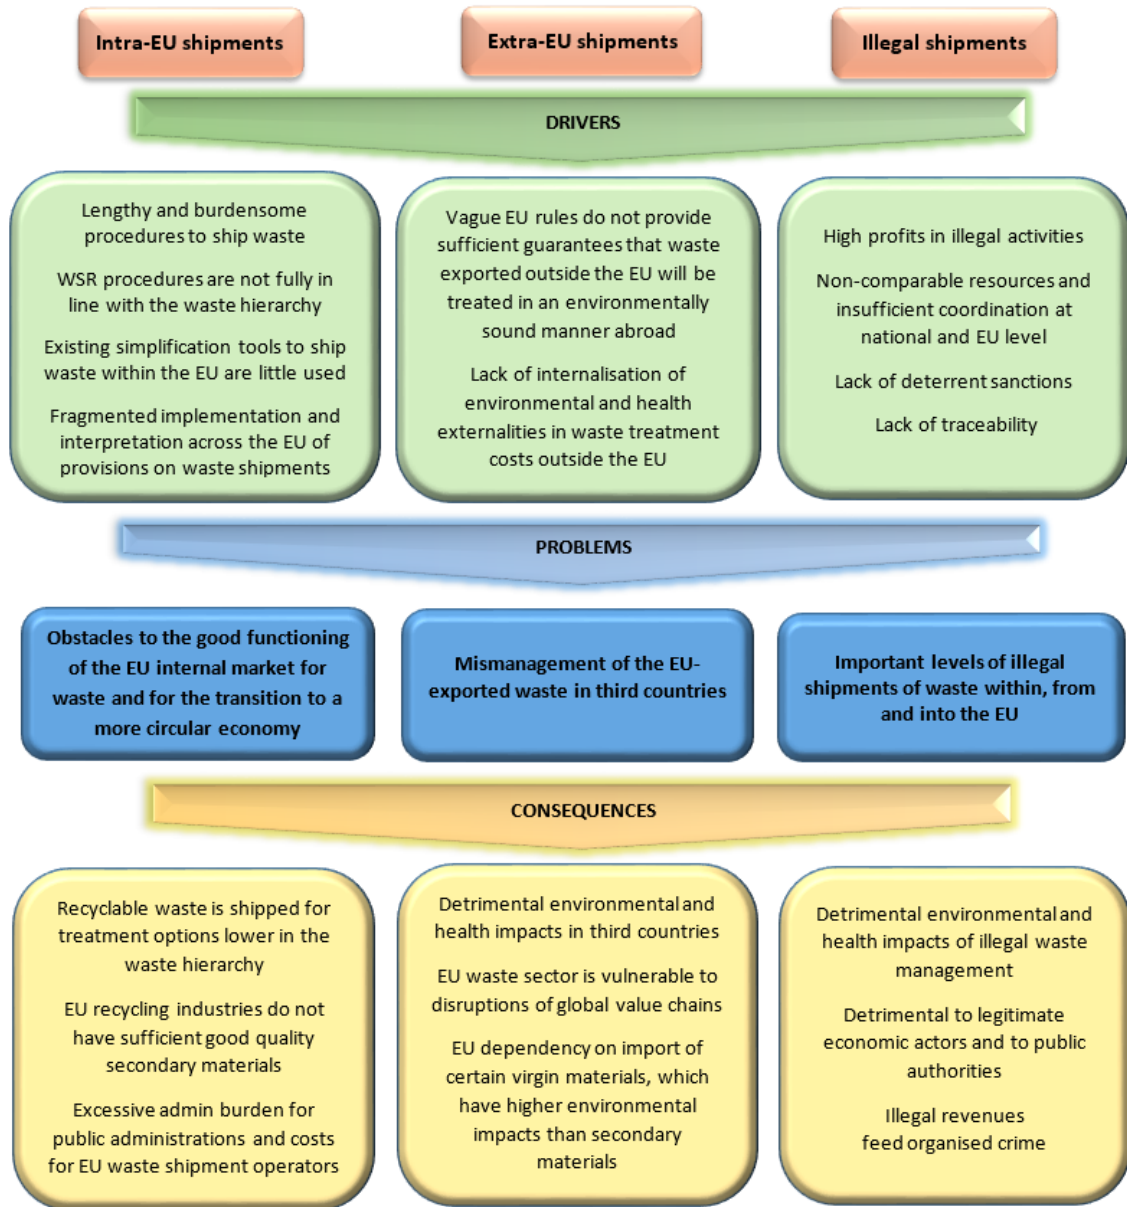 Intra-EU shipments
Extra-EU shipments
Illegal shipments
DRIVERS
Lengthy and burdensome
procedures to ship waste
WSR procedures are not fully in
line with the waste hierarchy
Existing simplification tools to ship
waste within the EU are little used
Fragmented implementation and
interpretation across the EU of
provisions on waste shipments
Vague EU rules do not provide
sufficient guarantees that waste
exported outside the EU will be
treated in an environmentally
sound manner abroad
Lack of internalisation of
environmental and health
externalities in waste treatment
costs outside the EU
High profits in illegal activities
Non-comparable resources and
insufficient coordination at
national and EU level
Lack of deterrent sanctions
Lack of traceability
PROBLEMS
Obstacles to the good functioning
of the EU internal market for
waste and for the transition to a
more circular economy
Mismanagement of the EU-
exported waste in third countries
Important levels of illegal
shipments of waste within, from
and into the EU
CONSEQUENCES
Recyclable waste is shipped for
treatment options lower in the
waste hierarchy
EU recycling industries do not
have sufficient good quality
secondary materials
Excessive admin burden for
public administrations and costs
for EU waste shipment operators
Detrimental environmental and
health impacts in third countries
EU waste sector is vulnerable to
disruptions of global value chains
EU dependency on import of
certain virgin materials, which
have higher environmental
impacts than secondary
materials
Detrimental environmental and
health impacts of illegal waste
management
Detrimental to legitimate
economic actors and to public
authorities
Illegal revenues
feed organised crime